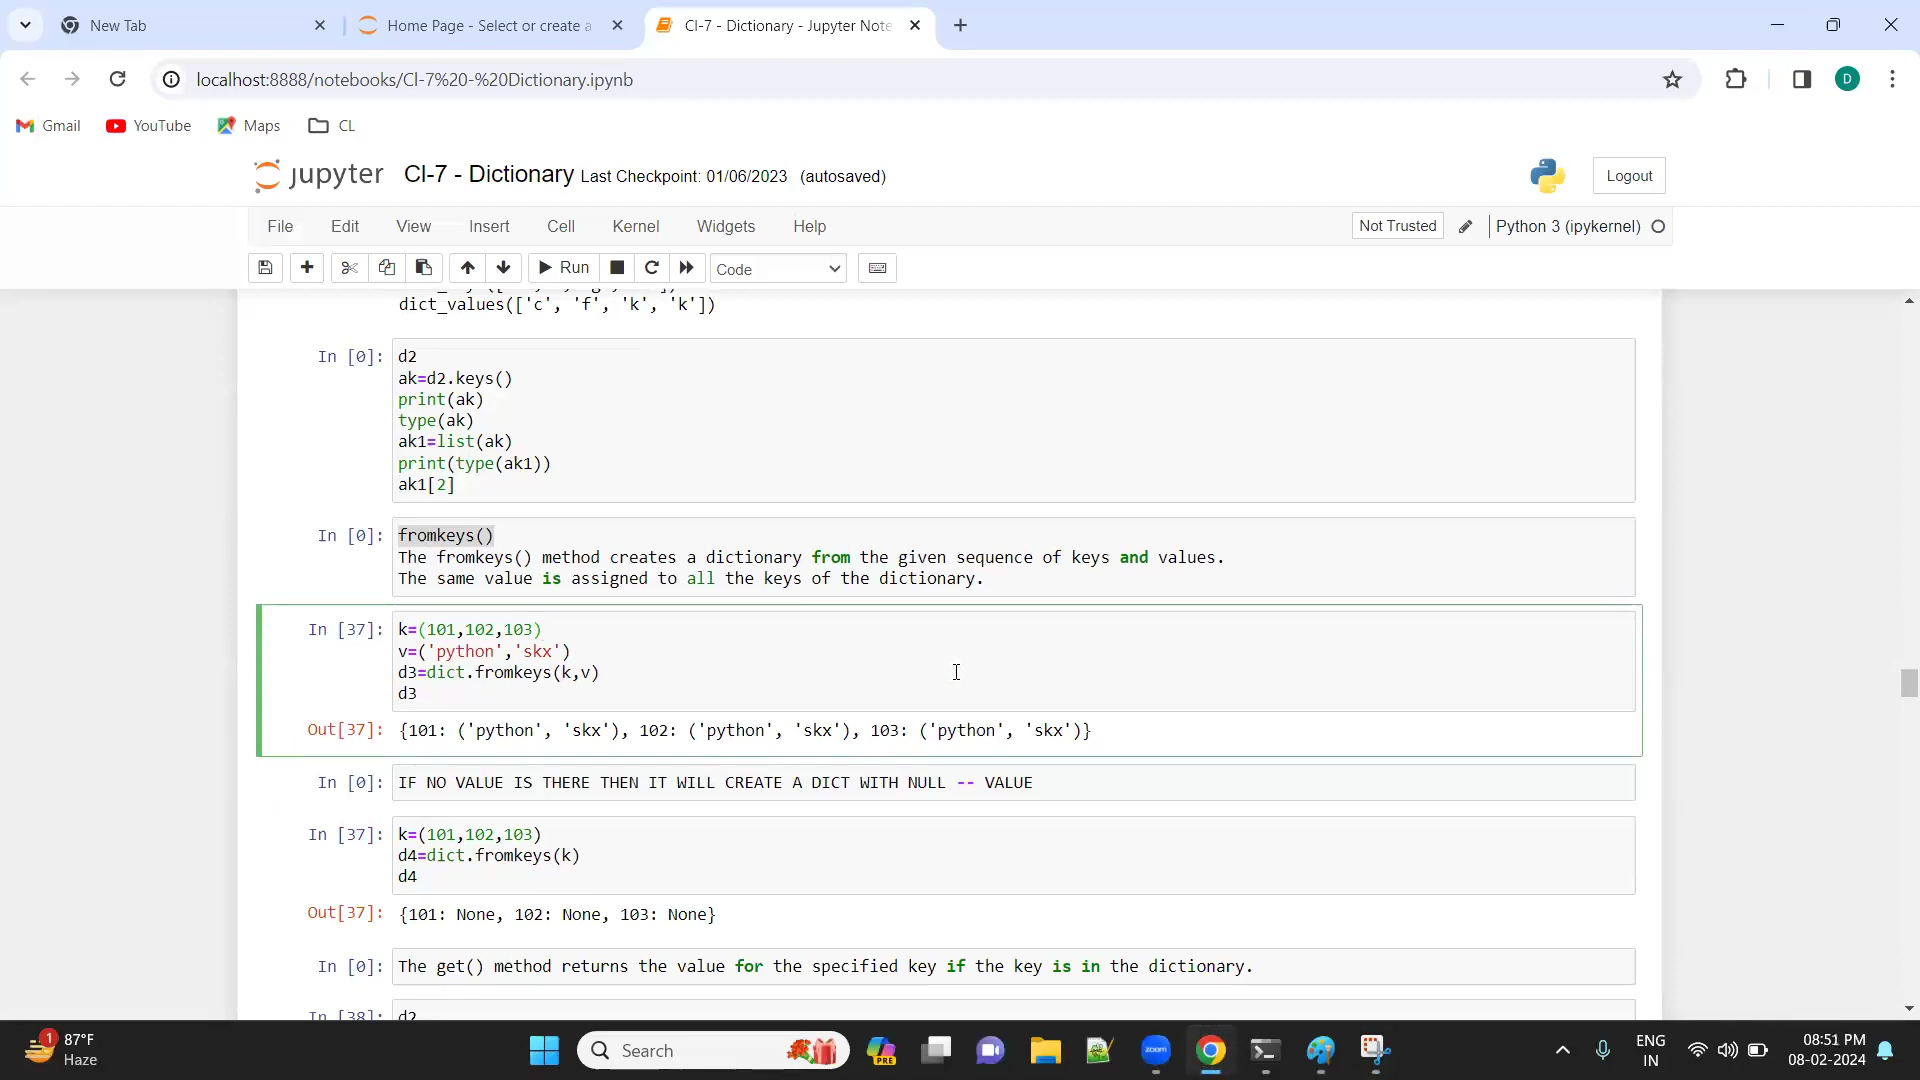 New Tab
Home Page - Select or create a
Cl-7 - Dictionary - Jupyter Note
localhost:8888/notebooks/Cl-7%20-%20Dictionary.ipynb
D
Gmail
YouTube
Maps
CL
jupyter
Cl-7 - Dictionary Last Checkpoint: 01/06/2023 (autosaved)
Logout
File Edit View Insert Cell Kernel Widgets Help
Not Trusted
Python 3 (ipykernel)
Run
Code
dict_values(['c', 'f', 'k', 'k'])
In [0]: d2
ak=d2.keys()
print(ak)
type(ak)
ak1=list(ak)
print(type(ak1))
ak1[2]
In [0]: fromkeys()
The fromkeys() method creates a dictionary from the given sequence of keys and values.
The same value is assigned to all the keys of the dictionary.
In [37]: k=(101,102,103)
v=('python','skx')
d3=dict.fromkeys(k,v)
d3
Out[37]: {101: ('python', 'skx'), 102: ('python', 'skx'), 103: ('python', 'skx')}
In [0]: IF NO VALUE IS THERE THEN IT WILL CREATE A DICT WITH NULL -- VALUE
In [37]: k=(101,102,103)
d4=dict.fromkeys(k)
d4
Out[37]: {101: None, 102: None, 103: None}
In [0]: The get() method returns the value for the specified key if the key is in the dictionary.
In [38]: d2
1
87°F
Haze
Search
PRE
zoom
ENG
IN
08:51 PM
08-02-2024